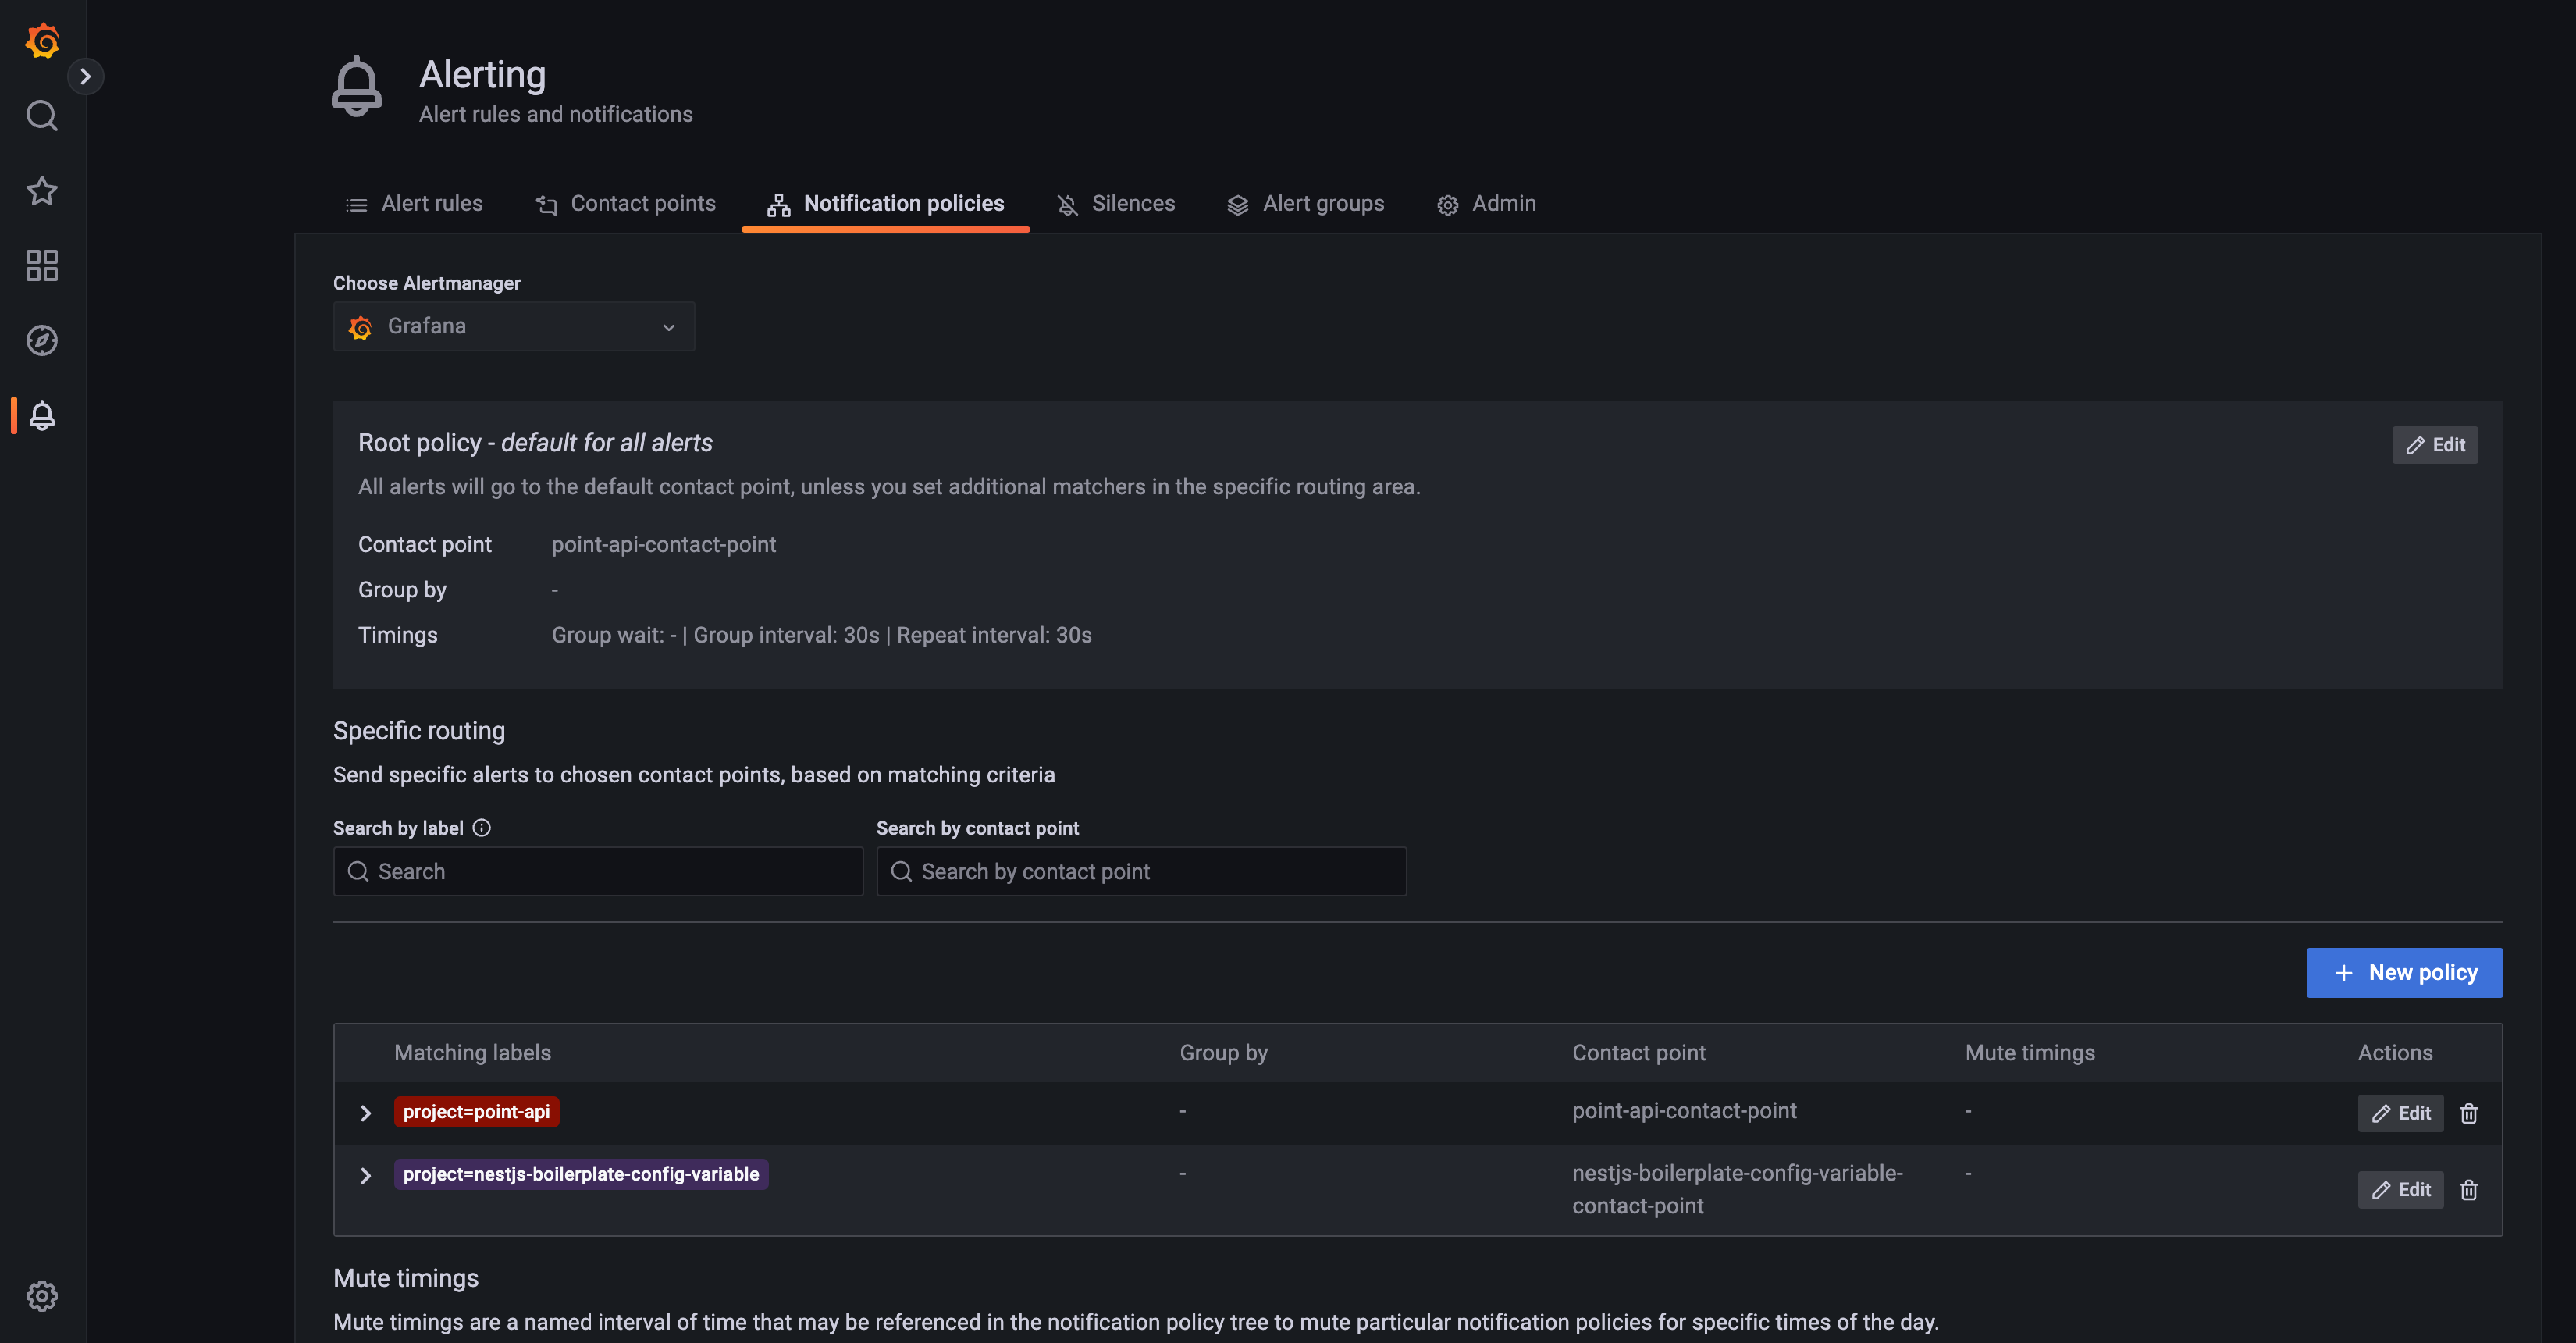 Alerting
Alert rules and notifications
Alert rules
Contact points
Notification policies
Silences
Alert groups
Admin
Choose Alertmanager
Grafana
Root policy - default for all alerts
Edit
All alerts will go to the default contact point, unless you set additional matchers in the specific routing area.
Contact point point-api-contact-point
Group by -
Timings Group wait: - | Group interval: 30s | Repeat interval: 30s
Specific routing
Send specific alerts to chosen contact points, based on matching criteria
Search by label
Search by contact point
Search
Search by contact point
New policy
Matching labels Group by Contact point Mute timings Actions
project=point-api - point-api-contact-point - Edit
project=nestjs-boilerplate-config-variable - nestjs-boilerplate-config-variable- - Edit
contact-point
Mute timings
Mute timings are a named interval of time that may be referenced in the notification policy tree to mute particular notification policies for specific times of the day.